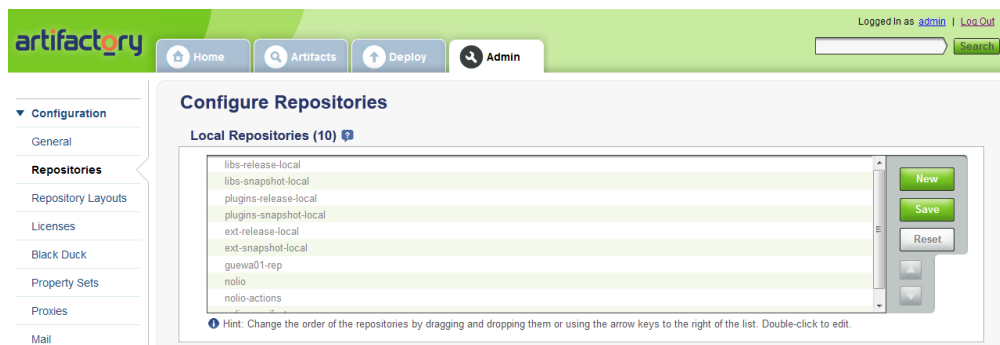 Logged in as admin | Log Out
artifactory
Home
Artifacts
Deploy
Admin
Search
Configuration
General
Repositories
Repository Layouts
Licenses
Black Duck
Property Sets
Proxies
Mail
Configure Repositories
Local Repositories (10) ?
libs-release-local
libs-snapshot-local
plugins-release-local
plugins-snapshot-local
ext-release-local
ext-snapshot-local
guewa01-rep
nolio
nolio-actions
New
Save
Reset
Hint: Change the order of the repositories by dragging and dropping them or using the arrow keys to the right of the list. Double-click to edit.